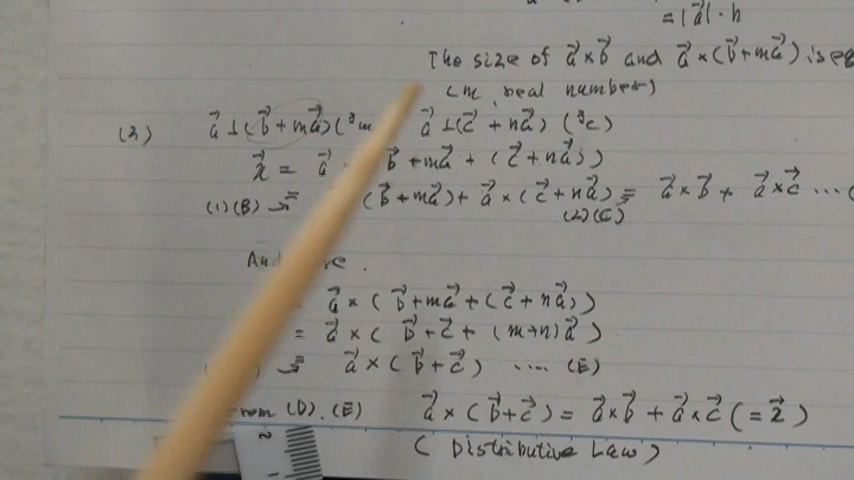 = |a⃗| · h
The size of a⃗ × b⃗ and a⃗ × (b⃗ + ma⃗) is
(m real number)
(2) a⃗ ⊥ (b⃗ + ma⃗) ( a⃗ ⊥ (c⃗ + na⃗)
= a⃗ b⃗ + ma⃗ + (c⃗ + na⃗))
(1)(B) (b⃗ + ma⃗) + a⃗ × (c⃗ + na⃗) = a⃗ × b⃗ + a⃗ × c⃗ ... (
(2)(C)
a⃗ × (b⃗ + ma⃗ + (c⃗ + na⃗))
= a⃗ × (b⃗ + c⃗ + (m+n)a⃗)
a⃗ × (b⃗ + c⃗) .... (E)
(D). (E) a⃗ × (b⃗ + c⃗) = a⃗ × b⃗ + a⃗ × c⃗ (=
(Distributive Law)
2